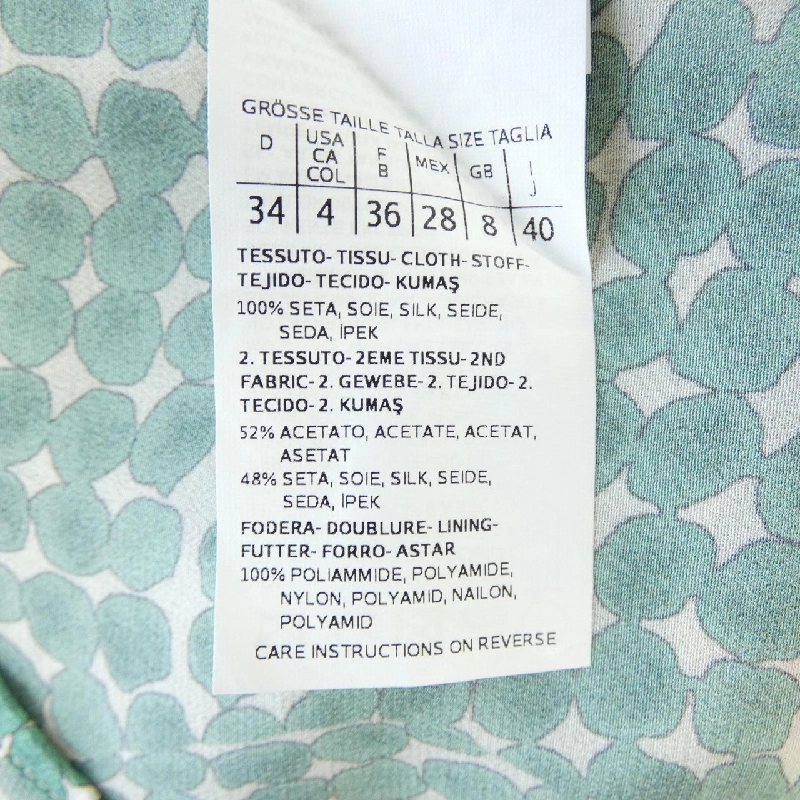 GRÖSSE TAILLE TALLA SIZE TAGLIA
D USA CA COL F B MEX GB I J
34 4 36 28 8 40
TESSUTO- TISSU- CLOTH- STOFF-
TEJIDO- TECIDO- KUMAŞ
100% SETA, SOIE, SILK, SEIDE,
SEDA, İPEK
2. TESSUTO- 2EME TISSU- 2ND
FABRIC- 2. GEWEBE- 2. TEJIDO- 2.
TECIDO- 2. KUMAŞ
52% ACETATO, ACETATE, ACETAT,
ASETAT
48% SETA, SOIE, SILK, SEIDE,
SEDA, İPEK
FODERA- DOUBLURE- LINING-
FUTTER- FORRO- ASTAR
100% POLIAMMIDE, POLYAMIDE,
NYLON, POLYAMID, NAILON,
POLYAMID
CARE INSTRUCTIONS ON REVERSE